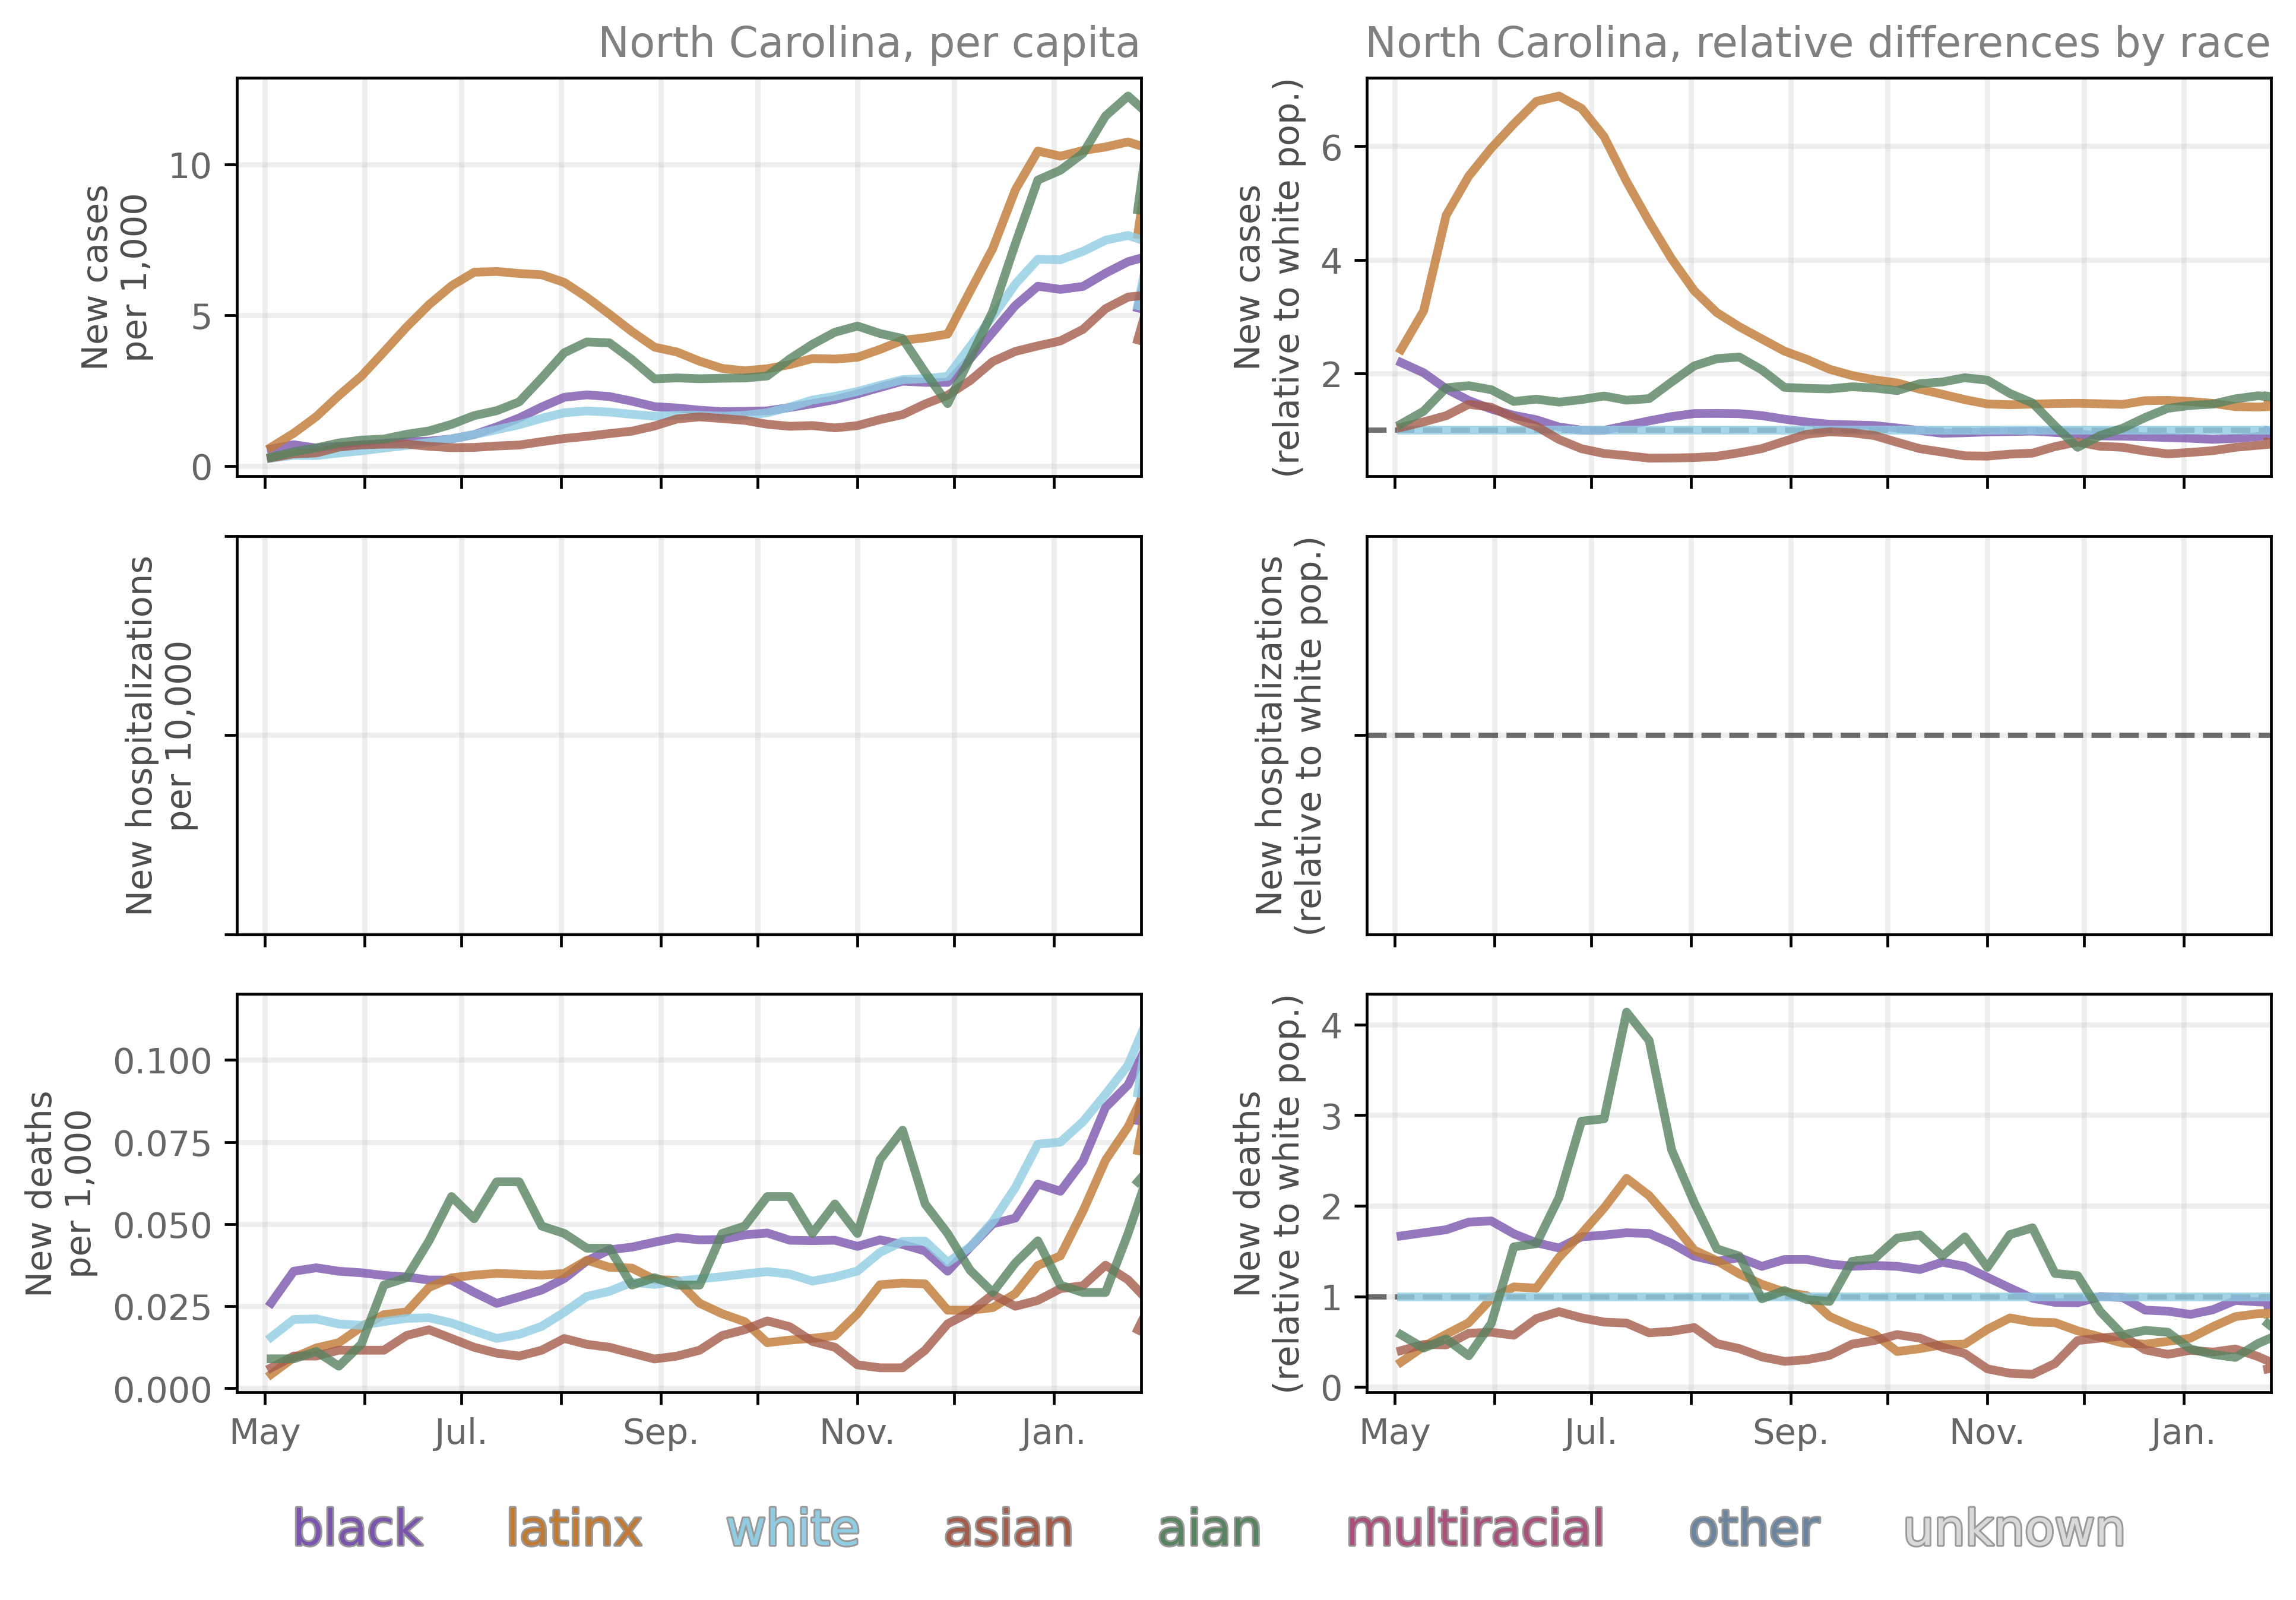 North Carolina, per capita
North Carolina, relative differences by race
New cases
per 1,000
10
5
0
New cases
(relative to white pop.)
6
4
2
New hospitalizations
per 10,000
New hospitalizations
(relative to white pop.)
New deaths
per 1,000
0.100
0.075
0.050
0.025
0.000
May Jul. Sep. Nov. Jan.
New deaths
(relative to white pop.)
4
3
2
1
0
May Jul. Sep. Nov. Jan.
black latinx white asian aian multiracial other unknown